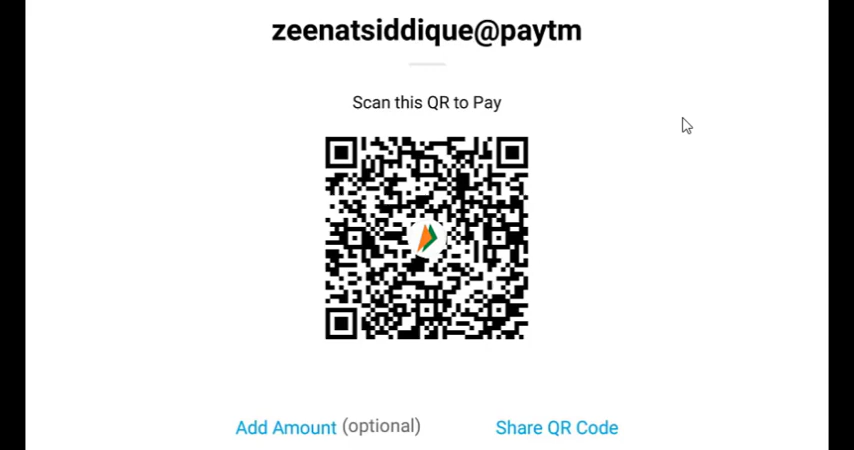 zeenatsiddique@paytm
Scan this QR to Pay
Add Amount (optional)
Share QR Code